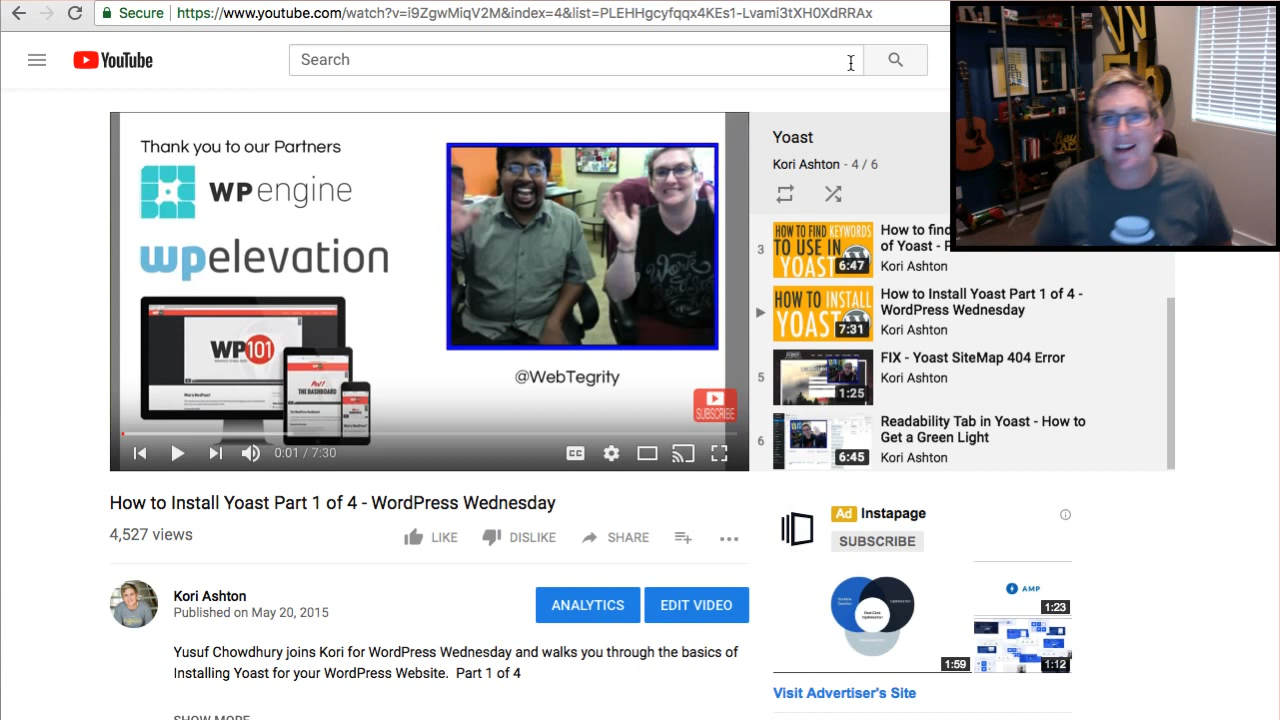 Secure
https://www.youtube.com/watch?v=i9ZgwMiqV2M&index=4&list=PLEHHgcyfqqx4KEs1-Lvami3tXH0XdRRAx
YouTube
Search
Thank you to our Partners
WP engine
wpelevation
WP101
@WebTegrity
SUBSCRIBE
0:01 / 7:30
CC
Yoast
Kori Ashton - 4 / 6
3
HOW TO FIND KEYWORDS
TO USE IN
YOAST
6:47
How to find
of Yoast -
Kori Ashton
HOW TO INSTALL
YOAST
7:31
How to Install Yoast Part 1 of 4 -
WordPress Wednesday
Kori Ashton
5
1:25
FIX - Yoast SiteMap 404 Error
Kori Ashton
6
6:45
Readability Tab in Yoast - How to
Get a Green Light
Kori Ashton
How to Install Yoast Part 1 of 4 - WordPress Wednesday
4,527 views
LIKE
DISLIKE
SHARE
Kori Ashton
Published on May 20, 2015
ANALYTICS
EDIT VIDEO
Yusuf Chowdhury joins us for WordPress Wednesday and walks you through the basics of
Installing Yoast for your WordPress Website. Part 1 of 4
SHOW MORE
Ad Instapage
SUBSCRIBE
1:59
AMP
1:23
1:12
Visit Advertiser's Site